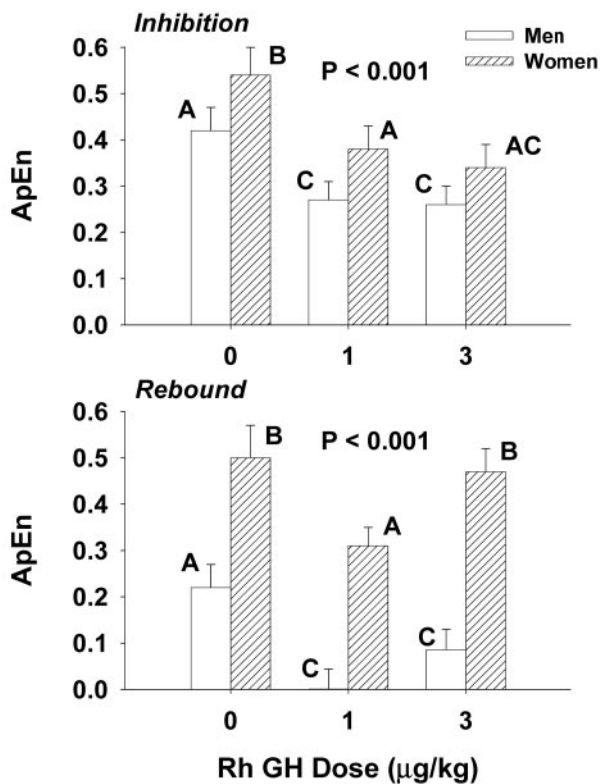 Inhibition
Men
Women
P < 0.001
0.6
0.5
0.4
0.3
0.2
0.1
0.0
ApEn
A
B
C
A
C
AC
0
1
3
Rebound
P < 0.001
0.6
0.5
0.4
0.3
0.2
0.1
0.0
ApEn
A
B
C
A
C
B
0
1
3
Rh GH Dose (μg/kg)